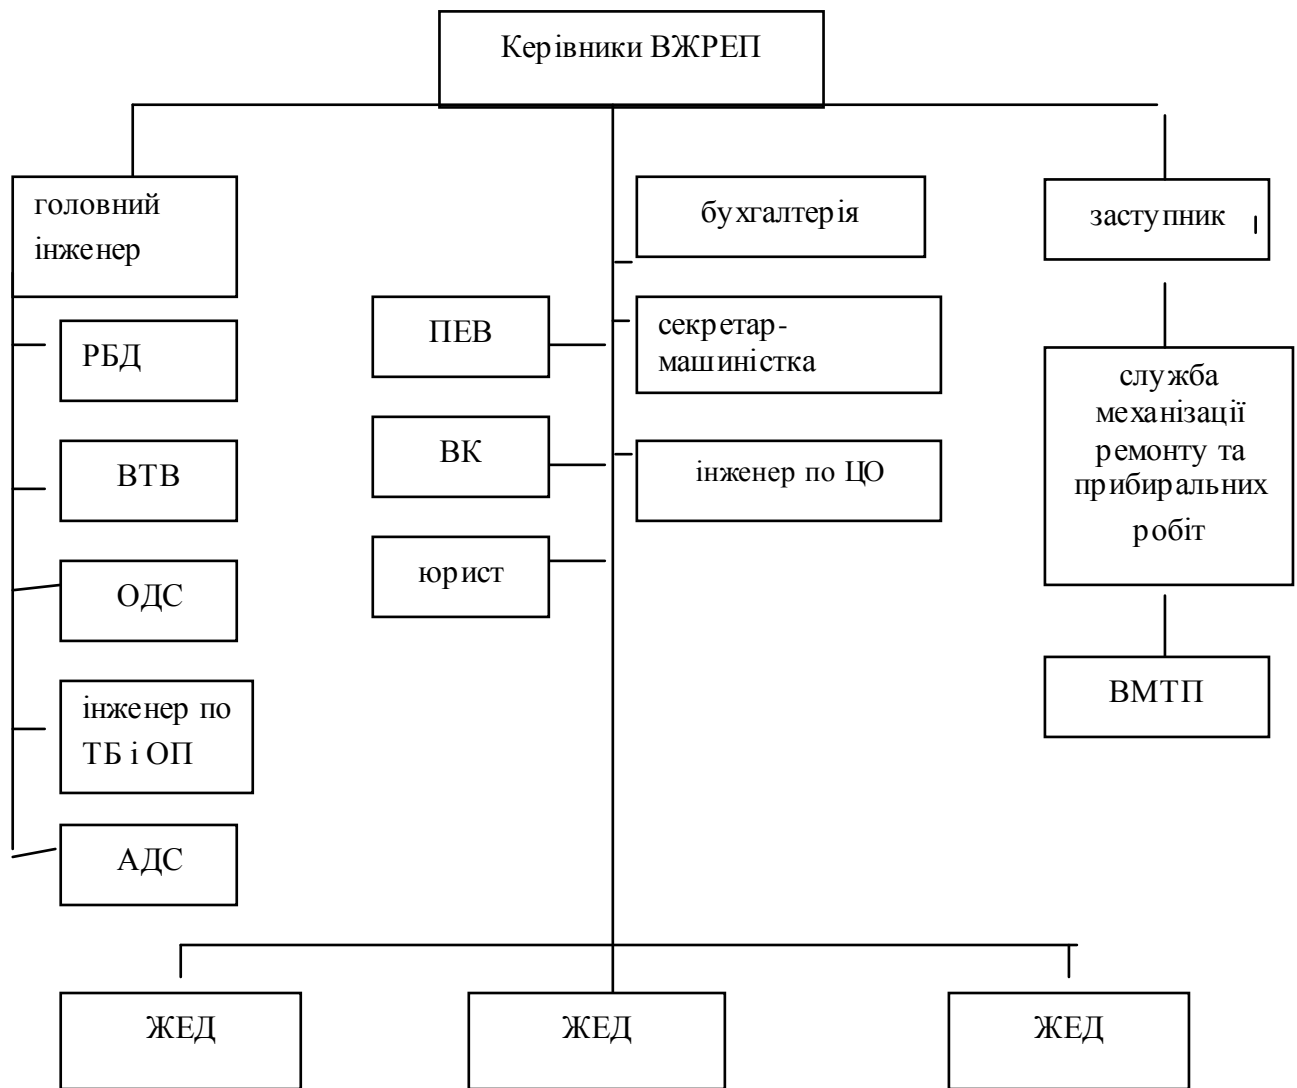 Керівники ВЖРЕП
головний
інженер
бухгалтерія
заступник
РБД
ПЕВ
секретар-
машиністка
служба
механізації
ремонту та
прибиральних
робіт
ВТВ
ВК
інженер по ЦО
ОДС
юрист
інженер по
ТБ і ОП
ВМТП
АДС
ЖЕД
ЖЕД
ЖЕД